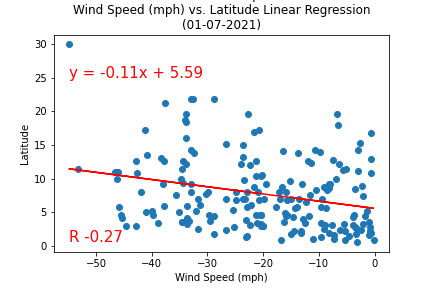 Wind Speed (mph) vs. Latitude Linear Regression
(01-07-2021)
30
25
20
15
10
5
0
Latitude
y = -0.11x + 5.59
R -0.27
−50 −40 −30 −20 −10 0
Wind Speed (mph)